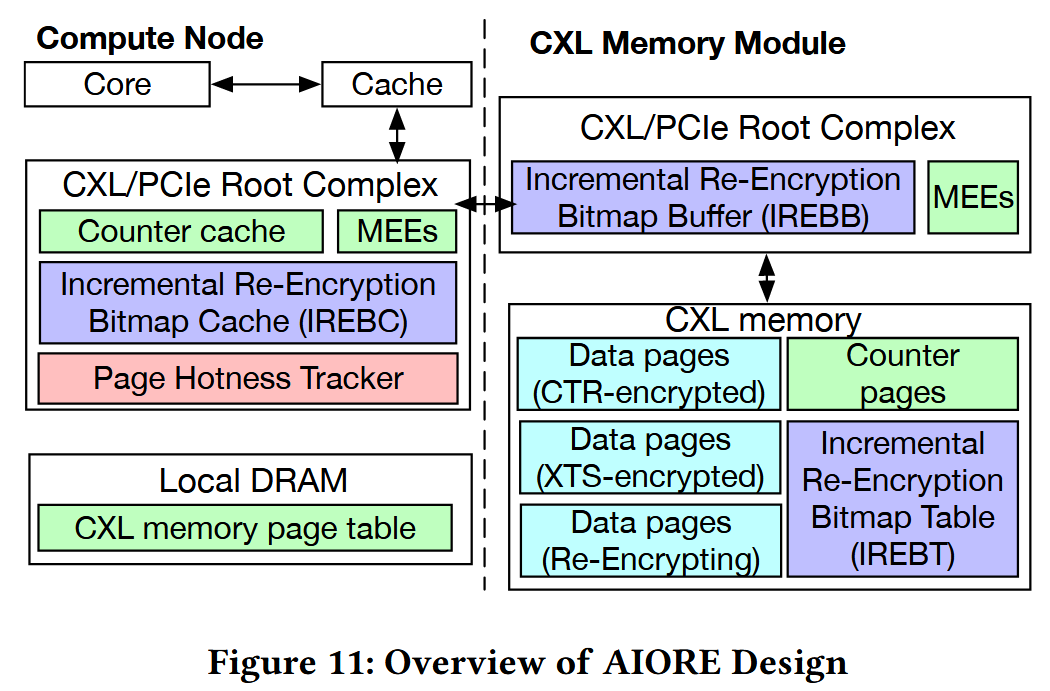 Compute Node
Core
Cache
CXL/PCIe Root Complex
Counter cache
MEEs
Incremental Re-Encryption
Bitmap Cache (IREBC)
Page Hotness Tracker
Local DRAM
CXL memory page table
CXL Memory Module
CXL/PCIe Root Complex
Incremental Re-Encryption
Bitmap Buffer (IREBB)
MEEs
CXL memory
Data pages
(CTR-encrypted)
Counter
pages
Data pages
(XTS-encrypted)
Data pages
(Re-Encrypting)
Incremental
Re-Encryption
Bitmap Table
(IREBT)
Figure 11: Overview of AIORE Design